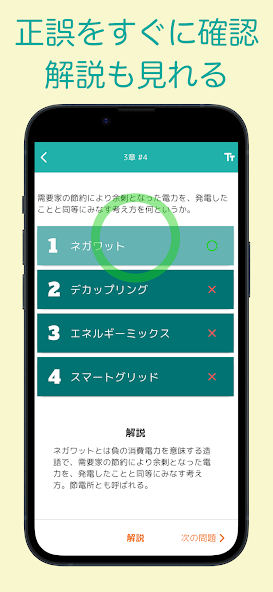 正誤をすぐに確認
解説も見れる
3章 #4
TT
需要家の節約により余剰となった電力を、発電した
ことと同等にみなす考え方を何というか。
1 ネガワット
2 デカップリング
3 エネルギーミックス
4 スマートグリッド
解説
ネガワットとは負の消費電力を意味する造
語で、需要家の節約により余剰となった電
力を、発電したことと同等にみなす考え
方。節電所とも呼ばれる。
解説 次の問題